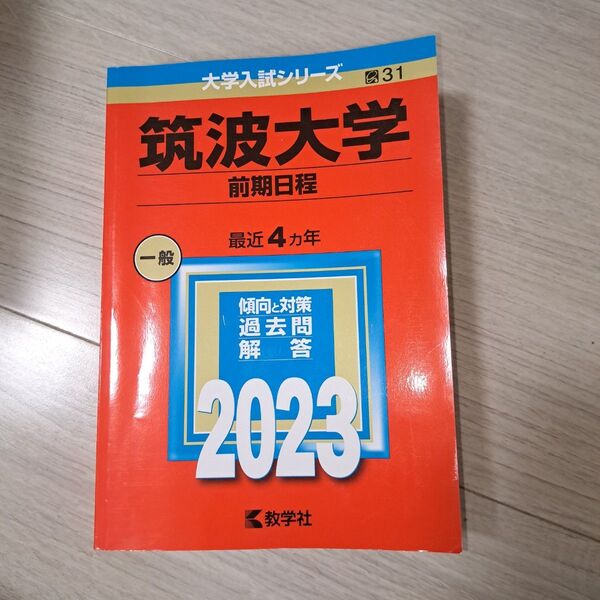 大学入試シリーズ
31
筑波大学
前期日程
最近4ヵ年
一般
傾向と対策
過去問
解答
2023
教学社